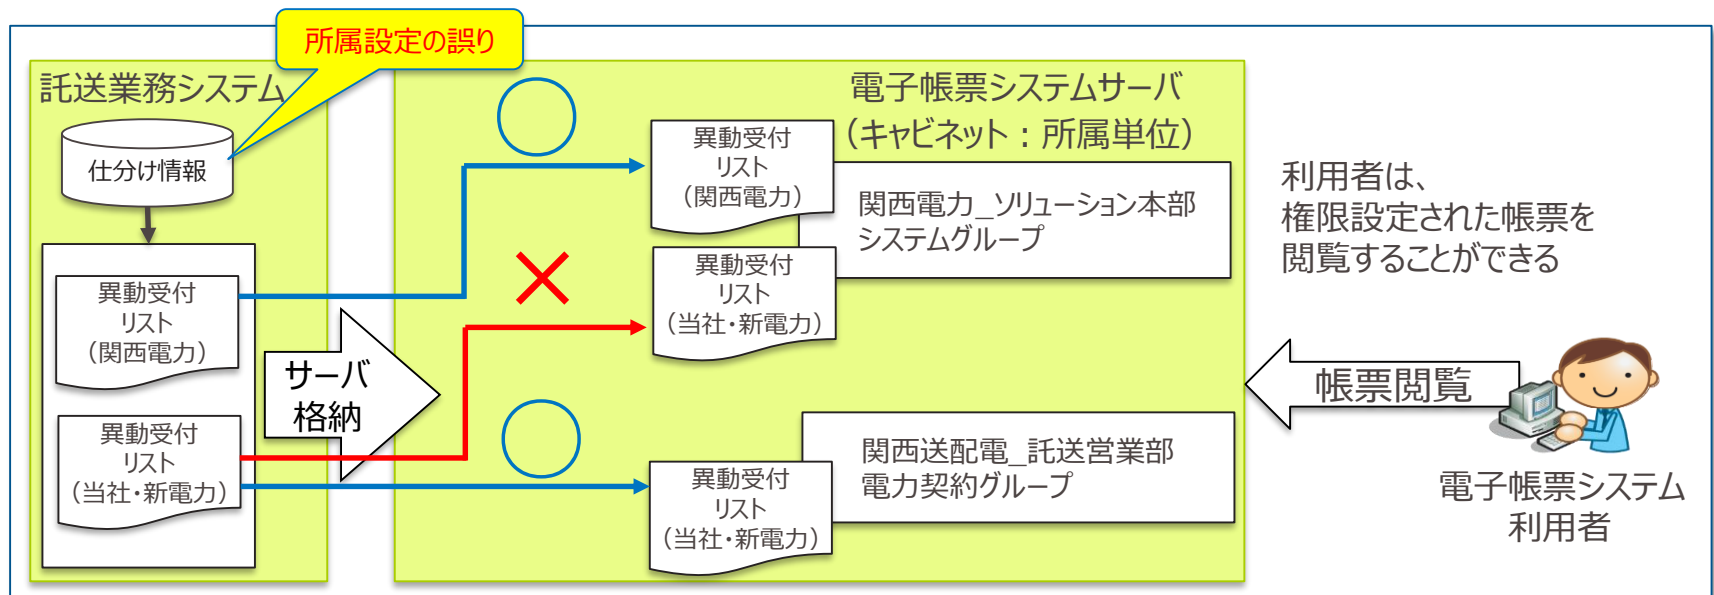 所属設定の誤り
託送業務システム
仕分け情報
異動受付
リスト
（関西電力）
異動受付
リスト
（当社・新電力）
サーバ
格納
電子帳票システムサーバ
（キャビネット：所属単位）
異動受付
リスト
（関西電力）
関西電力_ソリューション本部
システムグループ
異動受付
リスト
（当社・新電力）
関西送配電_託送営業部
電力契約グループ
異動受付
リスト
（当社・新電力）
利用者は、
権限設定された帳票を
閲覧することができる
帳票閲覧
電子帳票システム
利用者